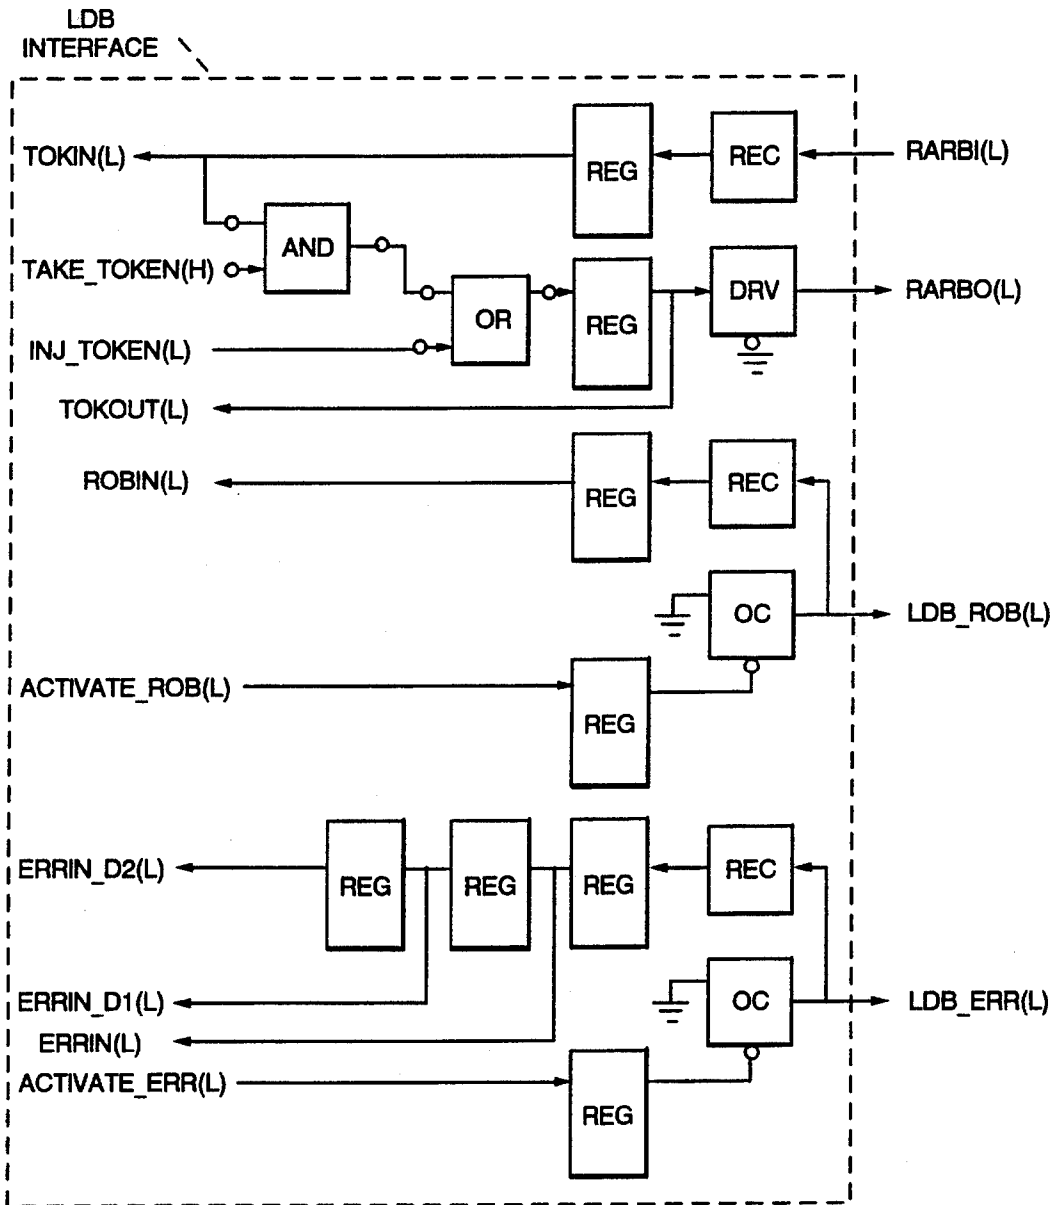 LDB
INTERFACE
TOKIN(L)
REG
REC
RARBI(L)
AND
TAKE_TOKEN(H)
OR
REG
DRV
RARBO(L)
INJ_TOKEN(L)
TOKOUT(L)
ROBIN(L)
REG
REC
OC
LDB_ROB(L)
ACTIVATE_ROB(L)
REG
ERRIN_D2(L)
REG
REG
REG
REC
ERRIN_D1(L)
OC
LDB_ERR(L)
ERRIN(L)
ACTIVATE_ERR(L)
REG